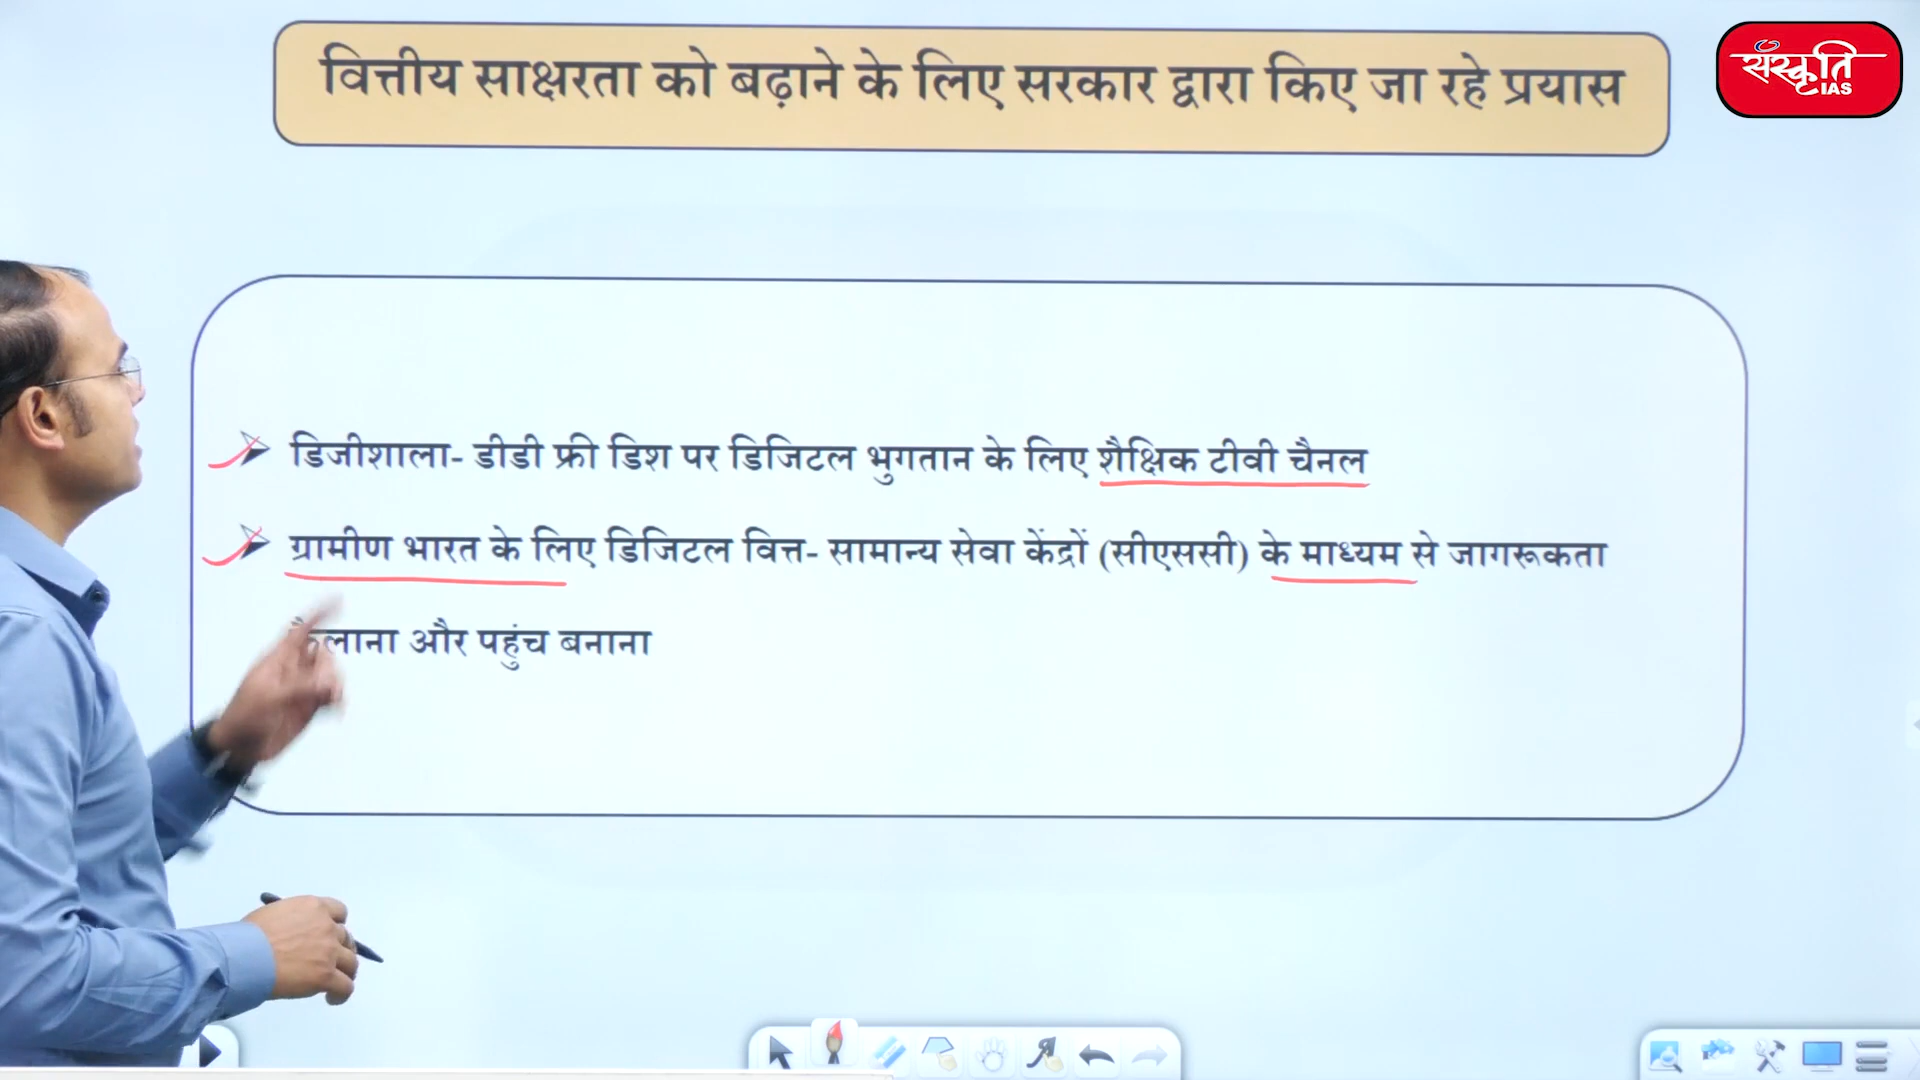 वित्तीय साक्षरता को बढ़ाने के लिए सरकार द्वारा किए जा रहे प्रयास
संस्कृति
IAS
डिजीशाला- डीडी फ्री डिश पर डिजिटल भुगतान के लिए शैक्षिक टीवी चैनल
ग्रामीण भारत के लिए डिजिटल वित्त- सामान्य सेवा केंद्रों (सीएससी) के माध्यम से जागरूकता
फैलाना और पहुंच बनाना